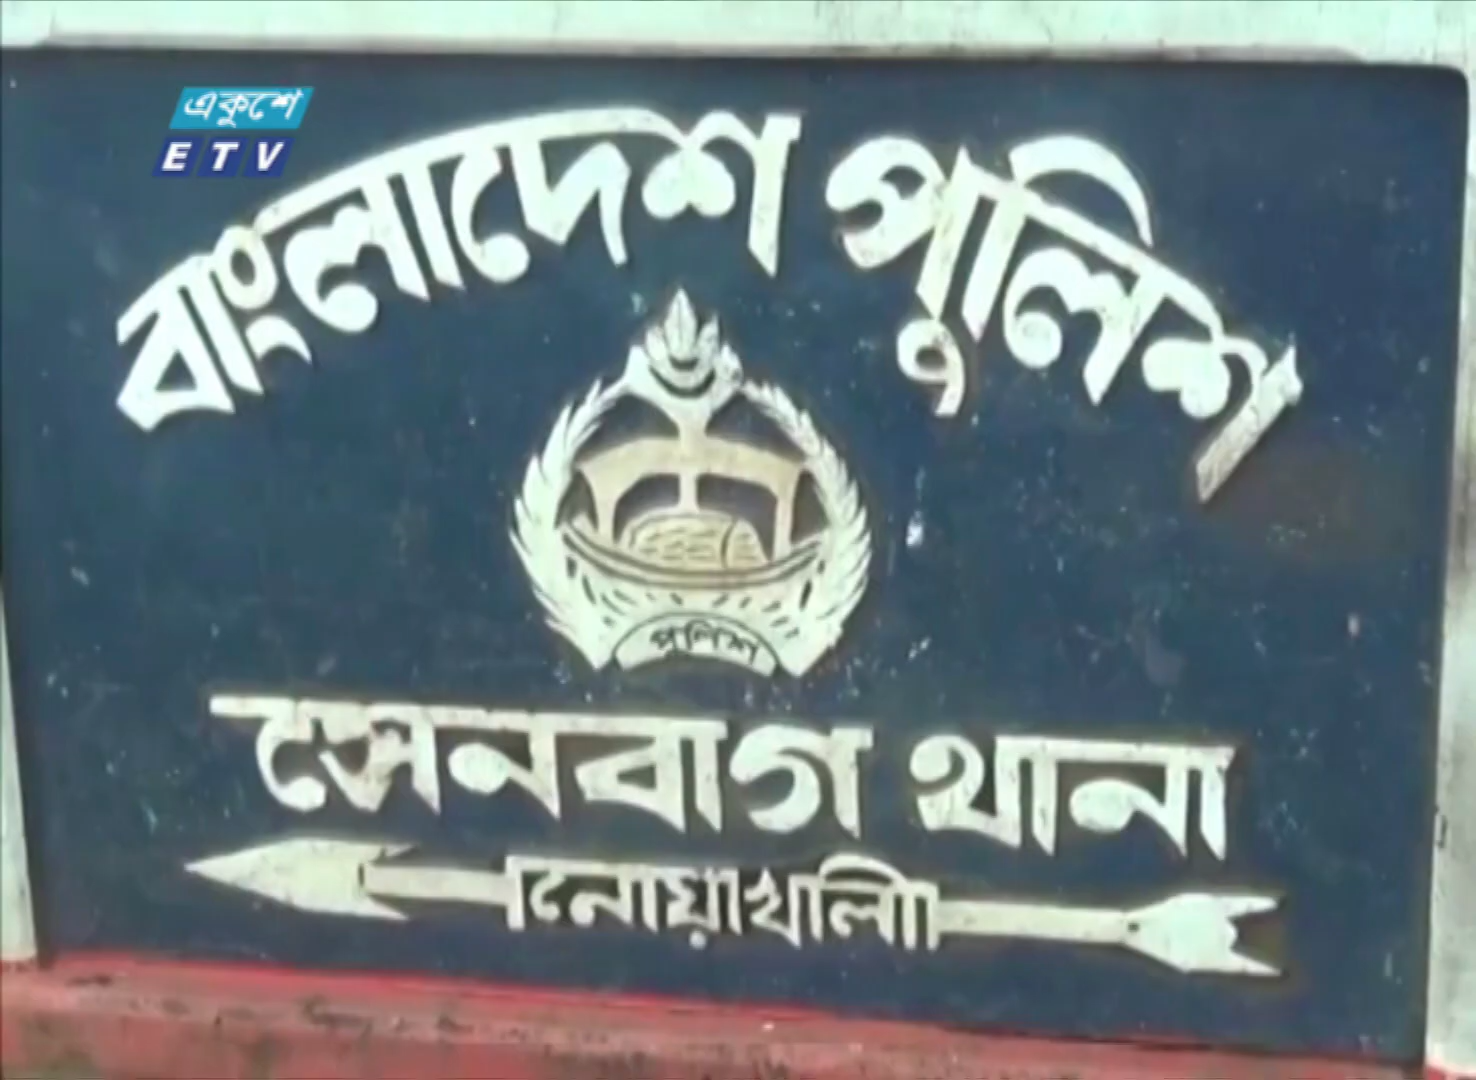 একুশে
ETV
বাংলাদেশ পুলিশ
পুলিশ
সেনবাগ থানা
নোয়াখালী